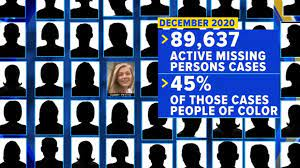 DECEMBER 2020
89,637
ACTIVE MISSING
PERSONS CASES
45%
OF THOSE CASES
PEOPLE OF COLOR